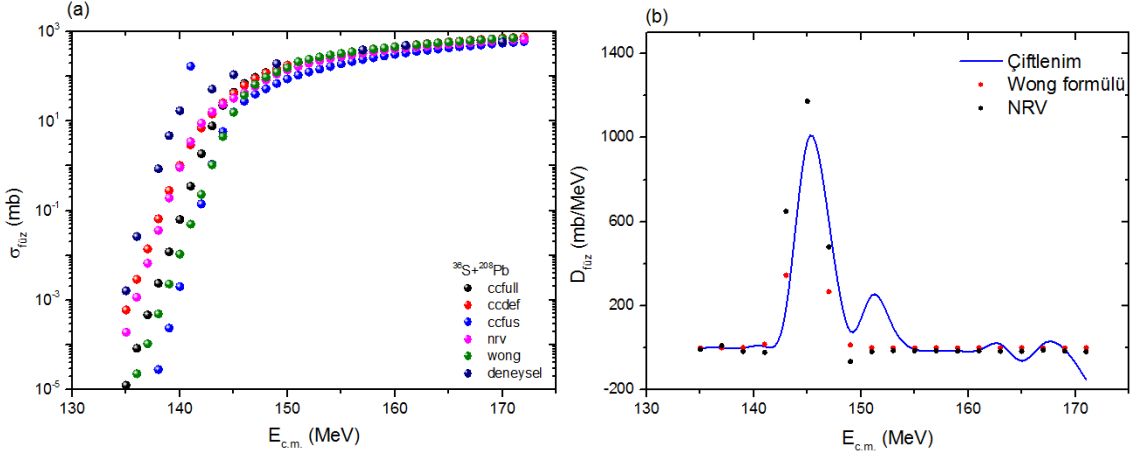 (a)
10³
10¹
10⁻¹
10⁻³
10⁻⁵
σfüz (mb)
³⁶S+²⁰⁸Pb
ccfull
ccdef
ccfus
nrv
wong
deneysel
130 140 150 160 170
Ec.m. (MeV)
(b)
1400
1000
600
200
-200
Dfüz (mb/MeV)
Çiftlenim
Wong formülü
NRV
130 140 150 160 170
Ec.m. (MeV)